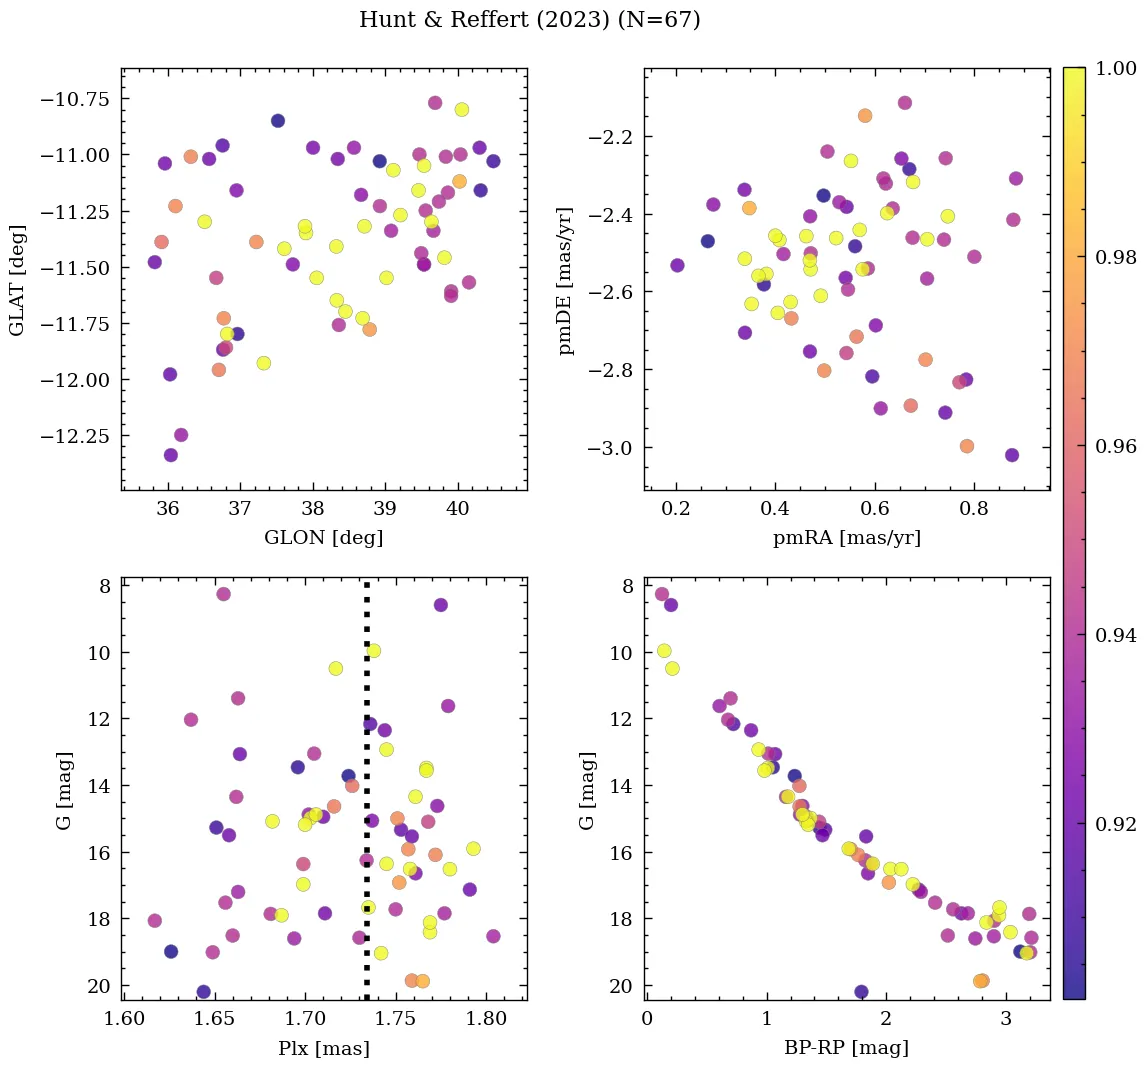 Hunt & Reffert (2023) (N=67)
−10.75
−11.00
−11.25
−11.50
−11.75
−12.00
−12.25
GLAT [deg]
36 37 38 39 40
GLON [deg]
−2.2
−2.4
−2.6
−2.8
−3.0
pmDE [mas/yr]
0.2 0.4 0.6 0.8
pmRA [mas/yr]
8
10
12
14
16
18
20
G [mag]
1.60 1.65 1.70 1.75 1.80
Plx [mas]
8
10
12
14
16
18
20
G [mag]
0 1 2 3
BP-RP [mag]
1.00
0.98
0.96
0.94
0.92